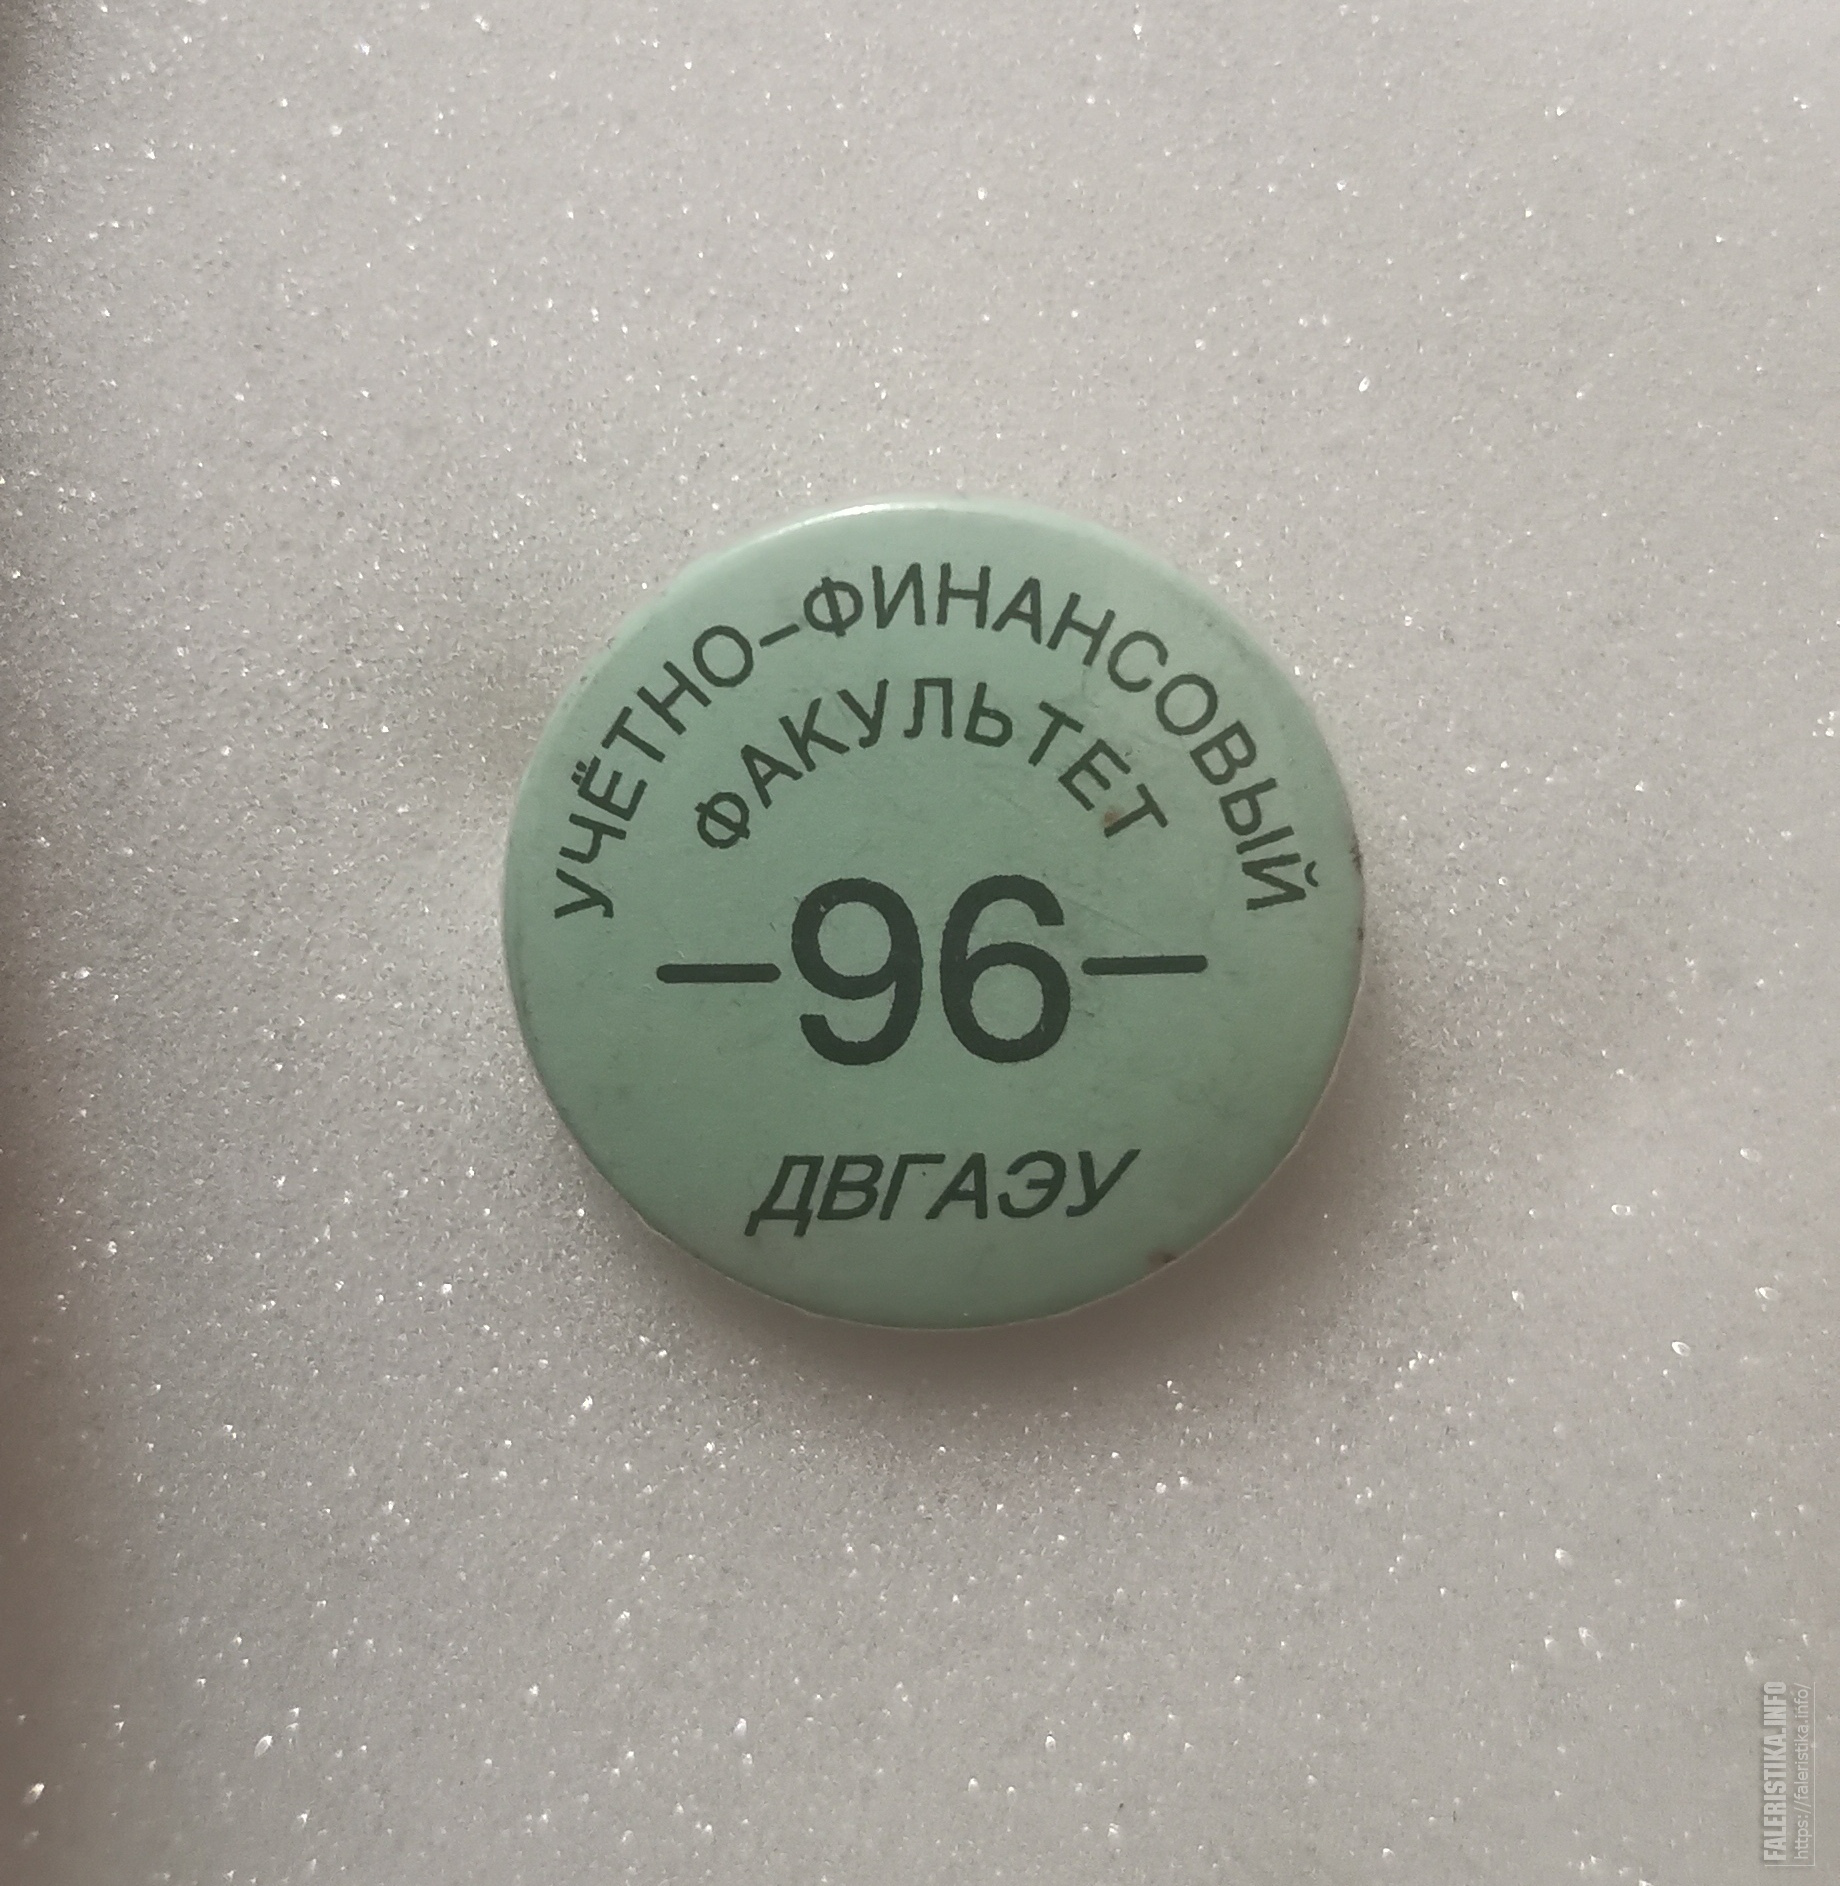 УЧЁТНО-ФИНАНСОВЫЙ
ФАКУЛЬТЕТ
-96-
ДВГАЭУ
FALERISTIKA.INFO
https://faleristika.info/